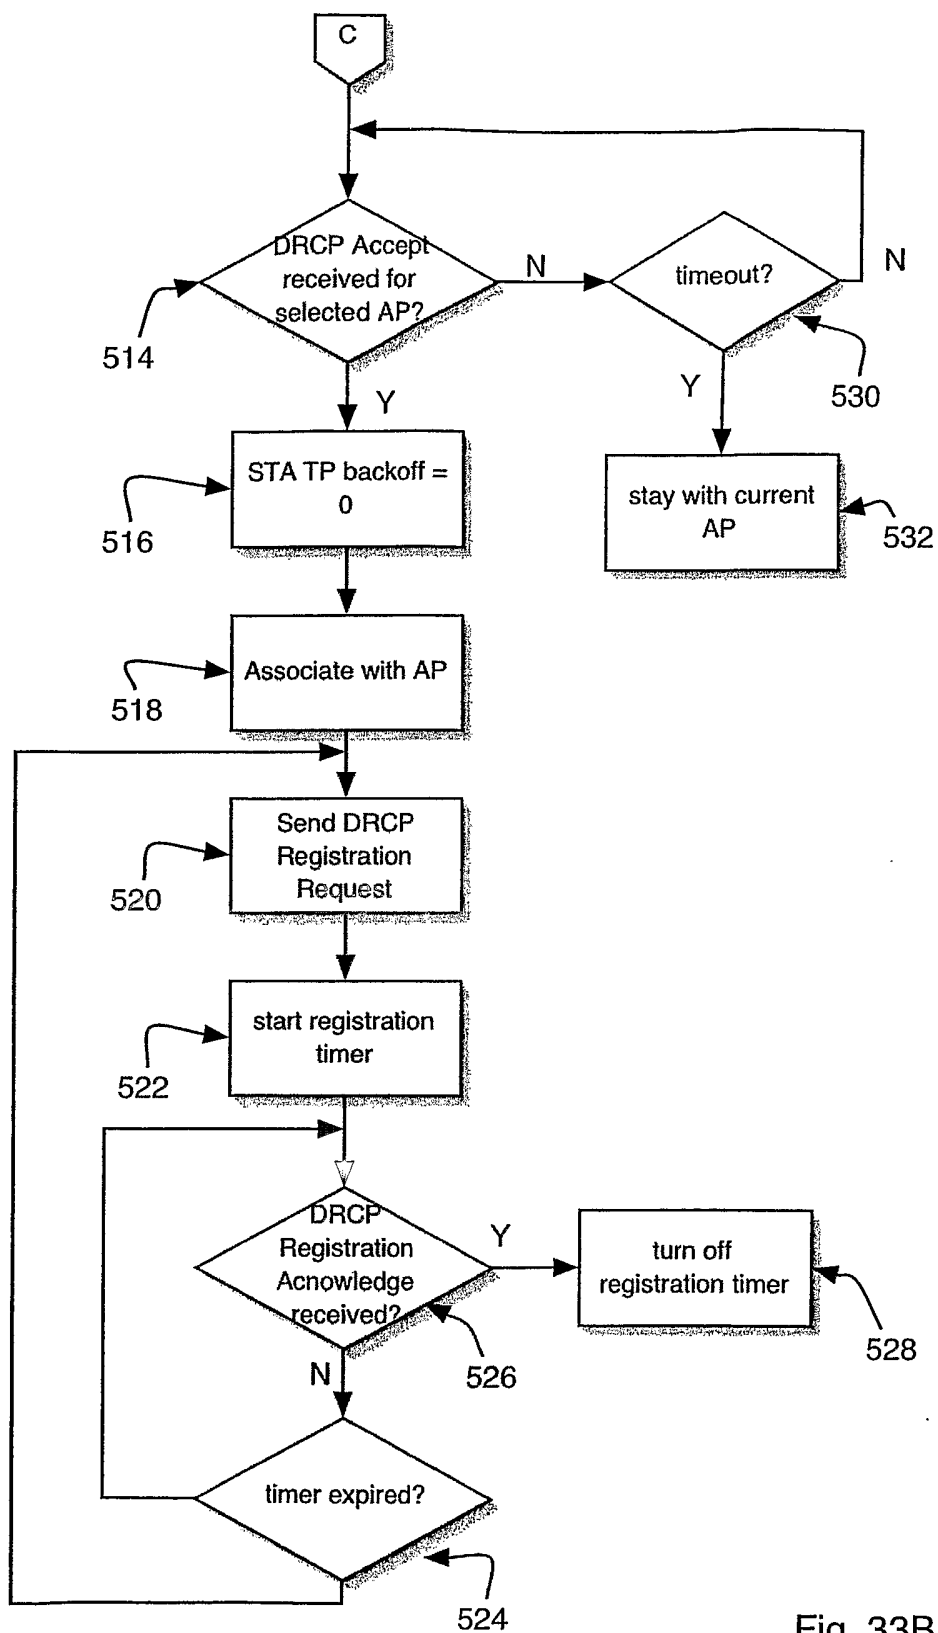 C
DRCP Accept
received for
selected AP?
N
timeout?
N
514
530
Y
Y
STA TP backoff =
0
516
stay with current
AP
532
Associate with AP
518
Send DRCP
Registration
Request
520
start registration
timer
522
DRCP
Registration
Acnowledge
received?
Y
turn off
registration timer
528
526
N
timer expired?
524
Fig. 33B